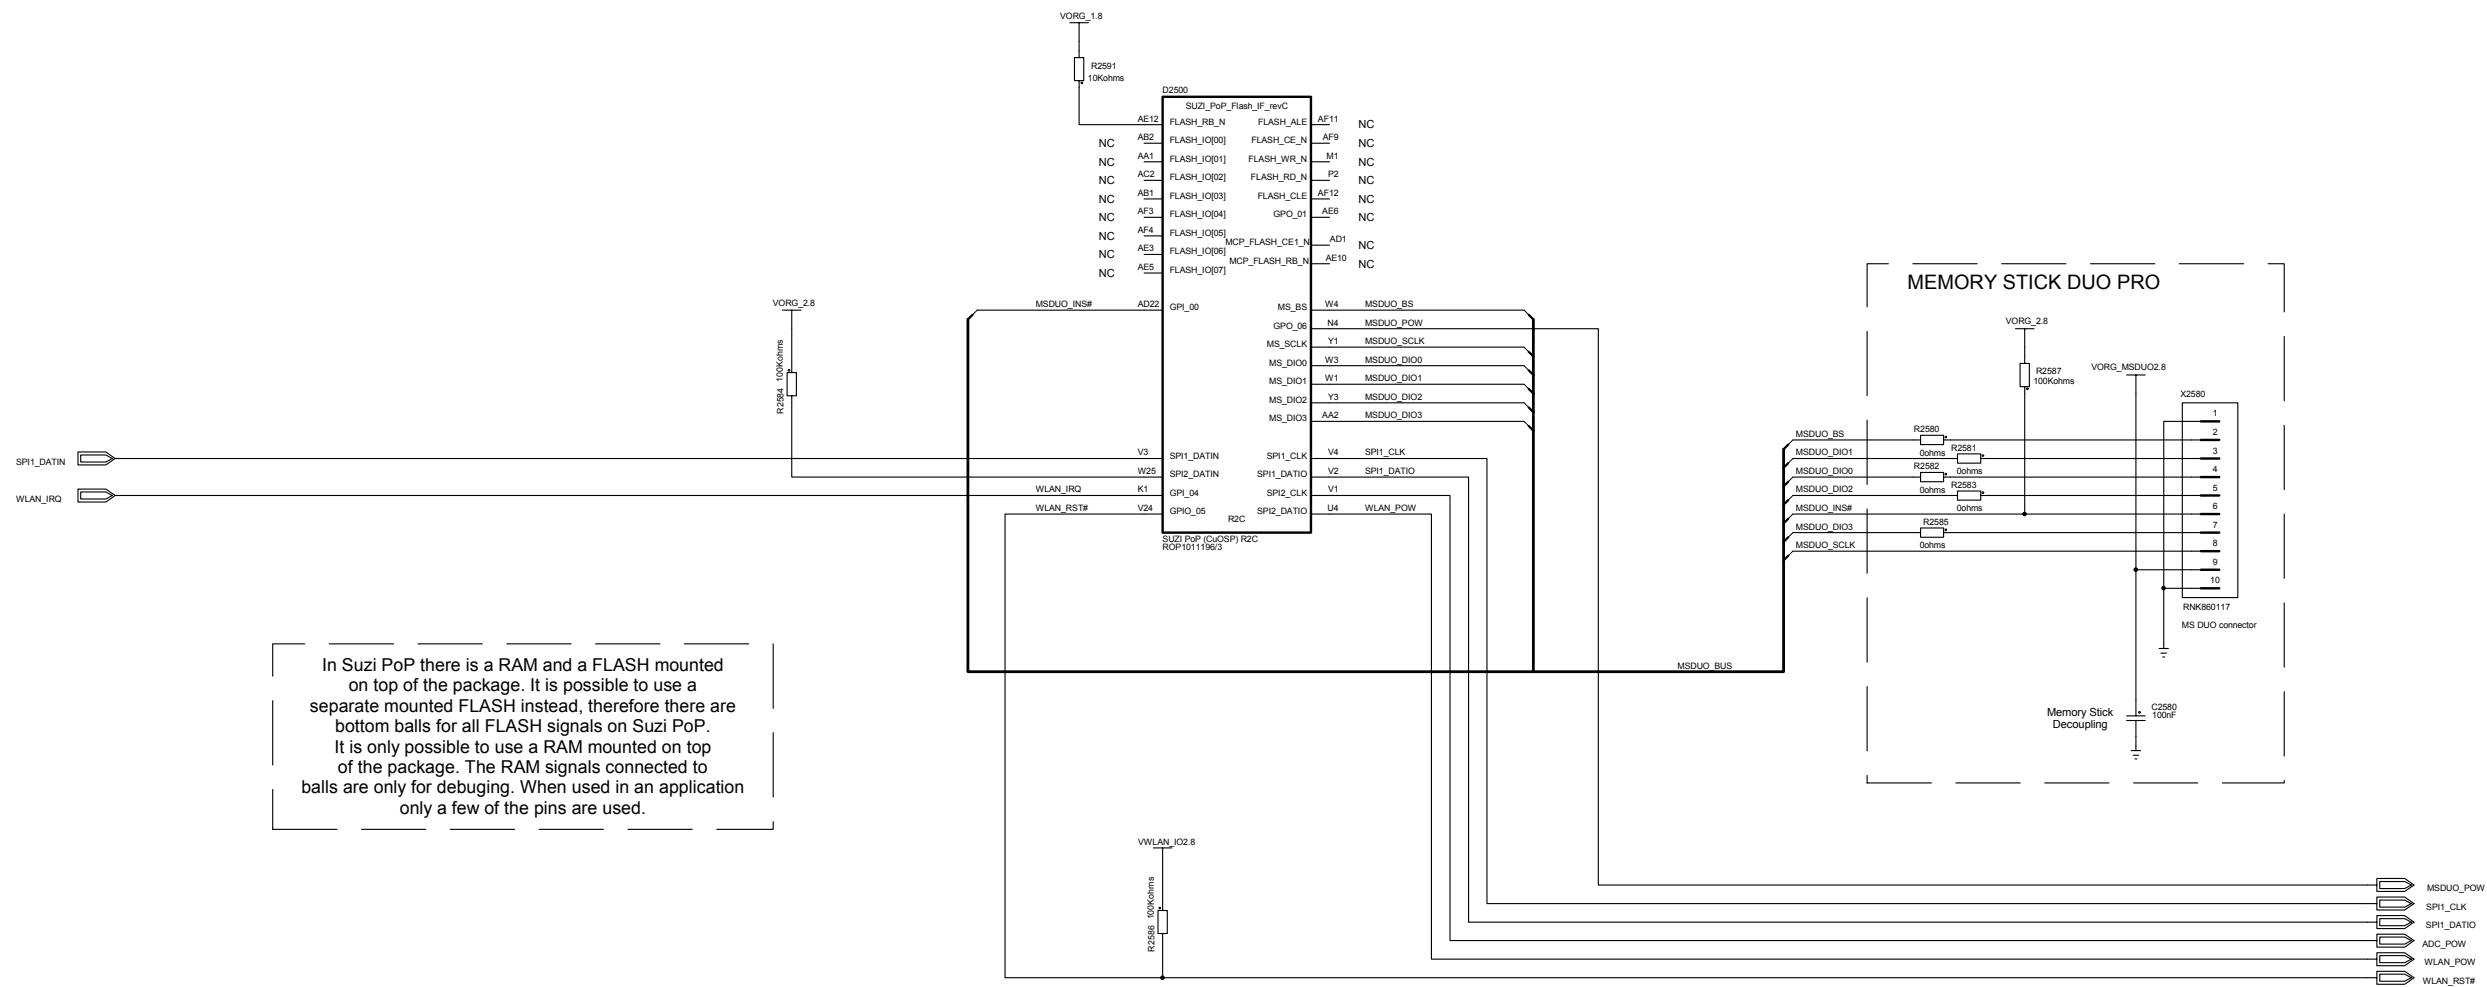 VORG_1.8
R2591
10Kohms
D2500
SUZI_PoP_Flash_IF_revC
AE12 FLASH_RB_N FLASH_ALE AF11 NC
NC AB2 FLASH_IO[00] FLASH_CE_N AF9 NC
NC AA1 FLASH_IO[01] FLASH_WR_N M1 NC
NC AC2 FLASH_IO[02] FLASH_RD_N P2 NC
NC AB1 FLASH_IO[03] FLASH_CLE AF12 NC
NC AF3 FLASH_IO[04] GPO_01 AE6 NC
NC AF4 FLASH_IO[05]
MCP_FLASH_CE1_N AD1 NC
NC AE3 FLASH_IO[06]
MCP_FLASH_RB_N AE10 NC
NC AE5 FLASH_IO[07]
MSDUO_INS# AD22 GPI_00 MS_BS W4 MSDUO_BS
GPO_06 N4 MSDUO_POW
MS_SCLK Y1 MSDUO_SCLK
MS_DIO0 W3 MSDUO_DIO0
MS_DIO1 W1 MSDUO_DIO1
MS_DIO2 Y3 MSDUO_DIO2
MS_DIO3 AA2 MSDUO_DIO3
VORG_2.8
R2584 100Kohms
SPI1_DATIN V3 SPI1_DATIN SPI1_CLK V4 SPI1_CLK
W25 SPI2_DATIN SPI1_DATIO V2 SPI1_DATIO
WLAN_IRQ WLAN_IRQ K1 GPI_04 SPI2_CLK V1
WLAN_RST# V24 GPIO_05 SPI2_DATIO U4 WLAN_POW
R2C
SUZI PoP (CuOSP) R2C
ROP1011196/3
MEMORY STICK DUO PRO
VORG_2.8
R2587
100Kohms
VORG_MSDUO2.8
X2580
1
MSDUO_BS R2580 0ohms 2
MSDUO_DIO1 R2581 0ohms 3
MSDUO_DIO0 R2582 0ohms 4
MSDUO_DIO2 R2583 0ohms 5
MSDUO_INS# 6
MSDUO_DIO3 R2585 0ohms 7
MSDUO_SCLK 8
9
10
RNK860117
MS DUO connector
MSDUO_BUS
Memory Stick
Decoupling
C2580
100nF
In Suzi PoP there is a RAM and a FLASH mounted
on top of the package. It is possible to use a
separate mounted FLASH instead, therefore there are
bottom balls for all FLASH signals on Suzi PoP.
It is only possible to use a RAM mounted on top
of the package. The RAM signals connected to
balls are only for debuging. When used in an application
only a few of the pins are used.
VWLAN_IO2.8
R2586 100Kohms
MSDUO_POW
SPI1_CLK
SPI1_DATIO
ADC_POW
WLAN_POW
WLAN_RST#